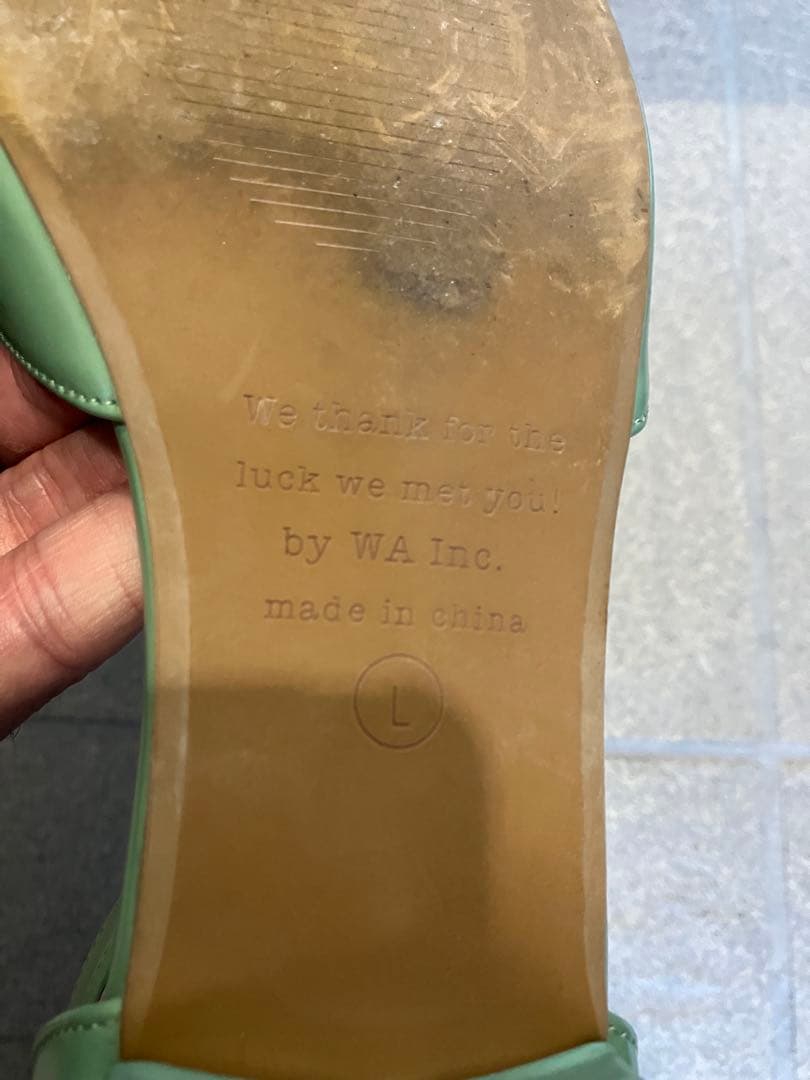 We thank for the
luck we met you!
by WA Inc.
made in china
L